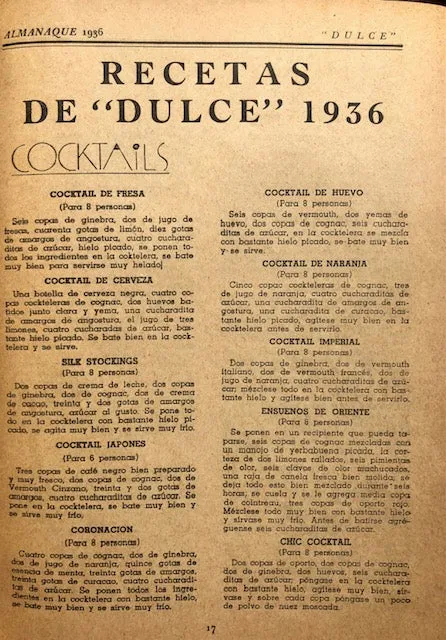 ALMANAQUE 1936
"DULCE"
RECETAS
DE "DULCE" 1936
COCKTAiLS
COCKTAIL DE FRESA
(Para 8 personas)
Seis copas de ginebra, dos de jugo de
fresca, cuarenta gotas de limón, diez gotas
de amargos de angostura, cuatro cuchara-
ditas de azúcar, hielo picado, se ponen to-
dos los ingredientes en la coktelera, se bate
muy bien para servirse muy helado
COCKTAIL DE CERVEZA
Una botella de cerveza negra, cuatro co-
pas cockteleras de cognac, dos huevos ba-
tidos junto clara y yema, una cucharadita
de amargos de angostura, el jugo de tres
limones, cuatro cucharadas de azúcar, bas-
tante hielo picado. Se bate bien en la cock-
telera y se sirve.
SILK STOCKINGS
(Para 8 personas)
Dos copas de crema de leche, dos copas
de ginebra, dos de cognac, dos de crema
de cacao, treinta y dos gotas de amargos
de angostura, azúcar al gusto. Se pone to-
do en la cocktelera con bastante hielo pi-
cado, se agita muy bien y se sirve muy frío.
COCKTAIL JAPONES
(Para 6 personas)
Tres copas de café negro bien preparado
y muy fresco, dos copas de cognac, dos de
Vermouth Cinzano, treinta y dos gotas de
amargos, cuatro cucharaditas de azúcar. Se
pone en la cocktelera, se bate muy bien y
se sirve muy frío.
CORONACION
(Para 8 personas)
Cuatro copas de cognac, dos de ginebra,
dos de jugo de naranja, quince gotas de
esencia de menta, treinta gotas de amargos,
treinta gotas de curacao, cuatro cucharadi-
tas de azúcar. Se ponen todos los ingre-
dientes en la cocktelera con bastante hielo,
se bate muy bien y se sirve muy frío.
COCKTAIL DE HUEVO
(Para 8 personas)
Seis copas de vermouth, dos yemas de
huevo, dos copas de cognac, seis cuchara-
ditas de azúcar, en la cocktelera se mezcla
con bastante hielo picado, se bate muy bien
y se sirve.
COCKTAIL DE NARANJA
(Para 8 personas)
Cinco copas cockteleras de cognac, tres
de jugo de naranja, cuatro cucharaditas de
azúcar, una cucharadita de amargos de an-
gostura, una cucharadita de curacao, bas-
tante hielo picado; agítese muy bien en la
cocktelera antes de servirlo.
COCKTAIL IMPERIAL
(Para 8 personas)
Dos copas de ginebra, dos de vermouth
italiano, dos de vermouth francés, dos de
jugo de naranja, cuatro cucharaditas de azú-
car; mézclese todo en la cocktelera con bas-
tante hielo y agítese bien antes de servirlo.
ENSUENOS DE ORIENTE
(Para 8 personas)
Se ponen en un recipiente que pueda ta-
parse, seis copas de cognac mezcladas con
un manojo de yerbabuena picada, la cor-
teza de dos limones rallados, seis pimientas
de olor, seis clavos de olor machucados,
una raja de canela fresca bien molida; se
deja todo esto bien mezclado durante seis
horas; se cuela y se le agrega media copa
de cointreau, tres copas de oporto rojo.
Mézclese todo muy bien con bastante hielo
y sírvase muy frío. Antes de batirse agré-
guense seis cucharaditas de azúcar.
CHIC COCKTAIL
(Para 8 personas)
Dos copas de oporto, dos copas de cognac,
dos de ginebra, dos huevos, seis cuchara-
ditas de azúcar; póngase en la cocktelera
con bastante hielo, agítese muy bien, sír-
vase y sobre cada copa póngase un poco
de polvo de nuez moscada.
17